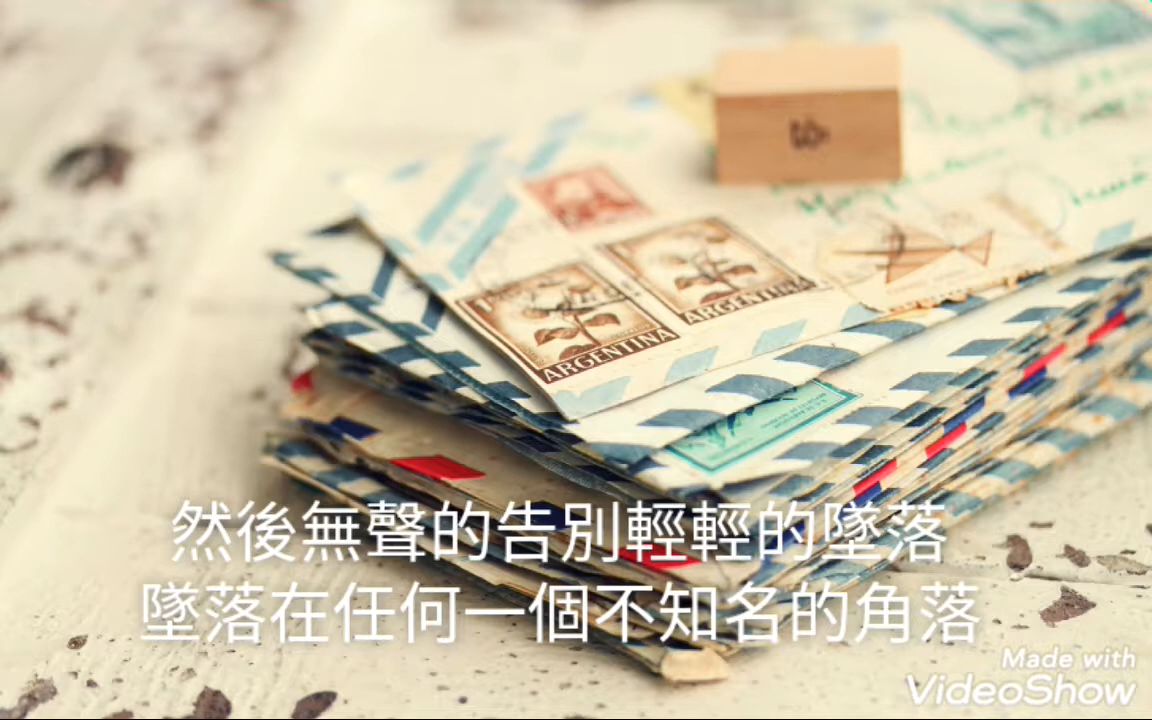 1
ARGENTINA
ARGENTINA
然後無聲的告別輕輕的墜落
墜落在任何一個不知名的角落
Made with
VideoShow